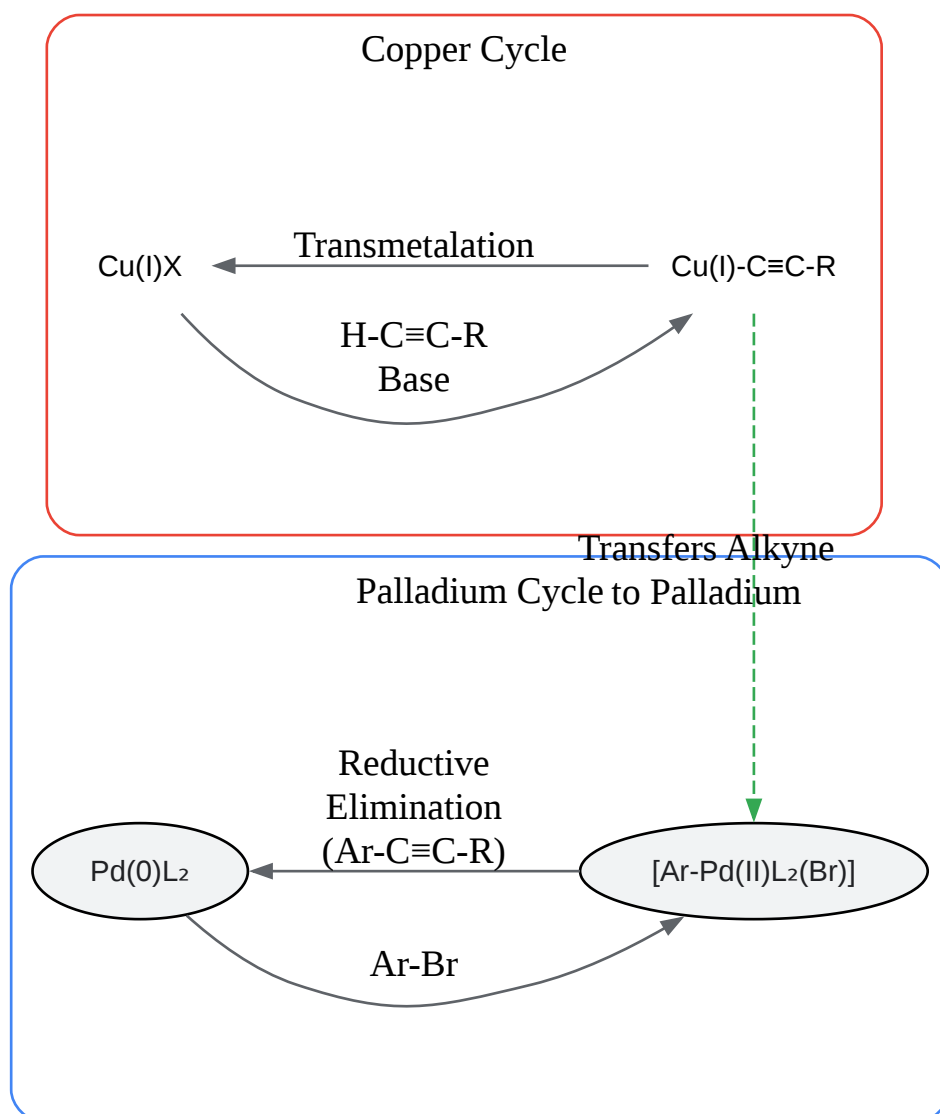 Copper Cycle
Transmetalation
Cu(I)X
Cu(I)-C≡C-R
H-C≡C-R
Base
Transfers Alkyne
to Palladium
Palladium Cycle
Reductive
Elimination
(Ar-C≡C-R)
Pd(0)L₂
[Ar-Pd(II)L₂(Br)]
Ar-Br